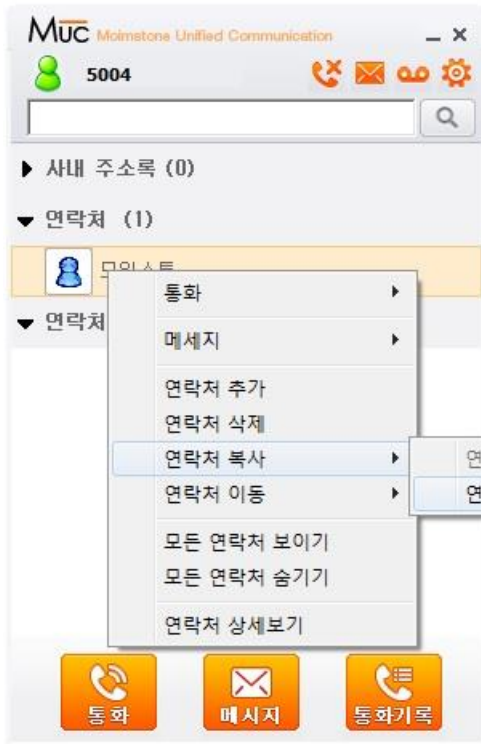 MUC Moimstone Unified Communication
5004
사내 주소록 (0)
연락처 (1)
연락처
통화
메세지
연락처 추가
연락처 삭제
연락처 복사
연락처 이동
모든 연락처 보이기
모든 연락처 숨기기
연락처 상세보기
통화
메시지
통화기록